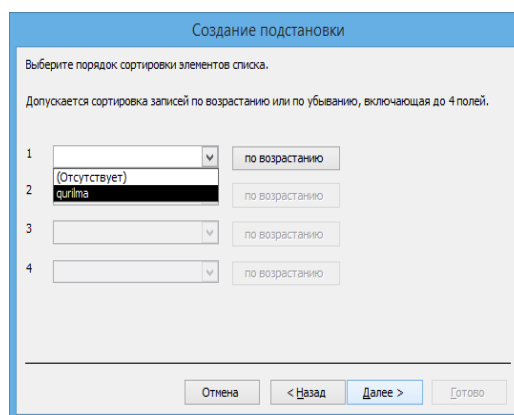 Создание подстановки
Выберите порядок сортировки элементов списка.
Допускается сортировка записей по возрастанию или по убыванию, включающая до 4 полей.
1 по возрастанию
(Отсутствует)
qurilma
2 по возрастанию
3 по возрастанию
4 по возрастанию
Отмена < Назад Далее > Готово